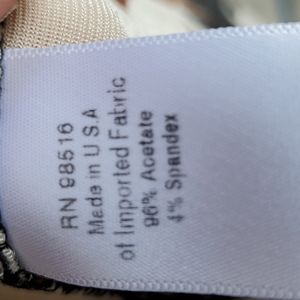 RN 98516
Made in U S A
of Imported Fabric
96% Acetate
4% Spandex